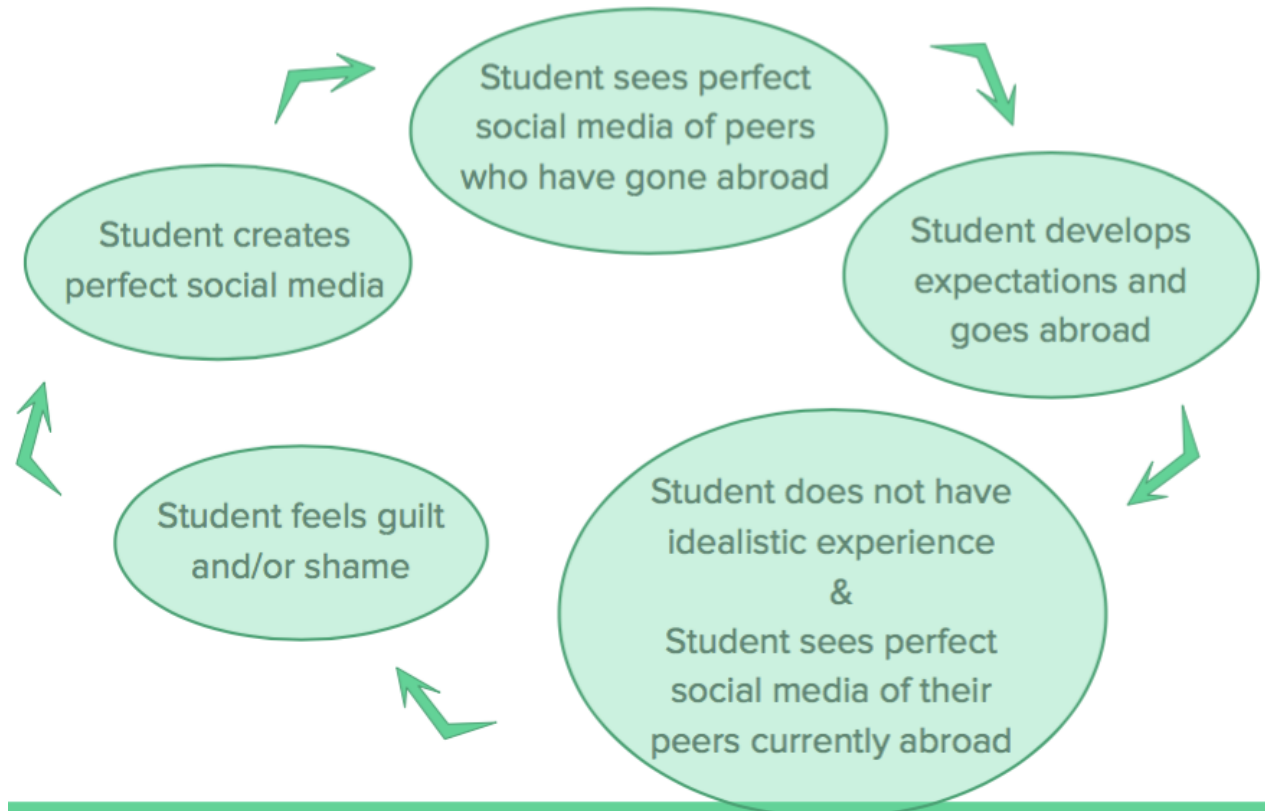 Student sees perfect
social media of peers
who have gone abroad
Student develops
expectations and
goes abroad
Student does not have
idealistic experience
&
Student sees perfect
social media of their
peers currently abroad
Student feels guilt
and/or shame
Student creates
perfect social media